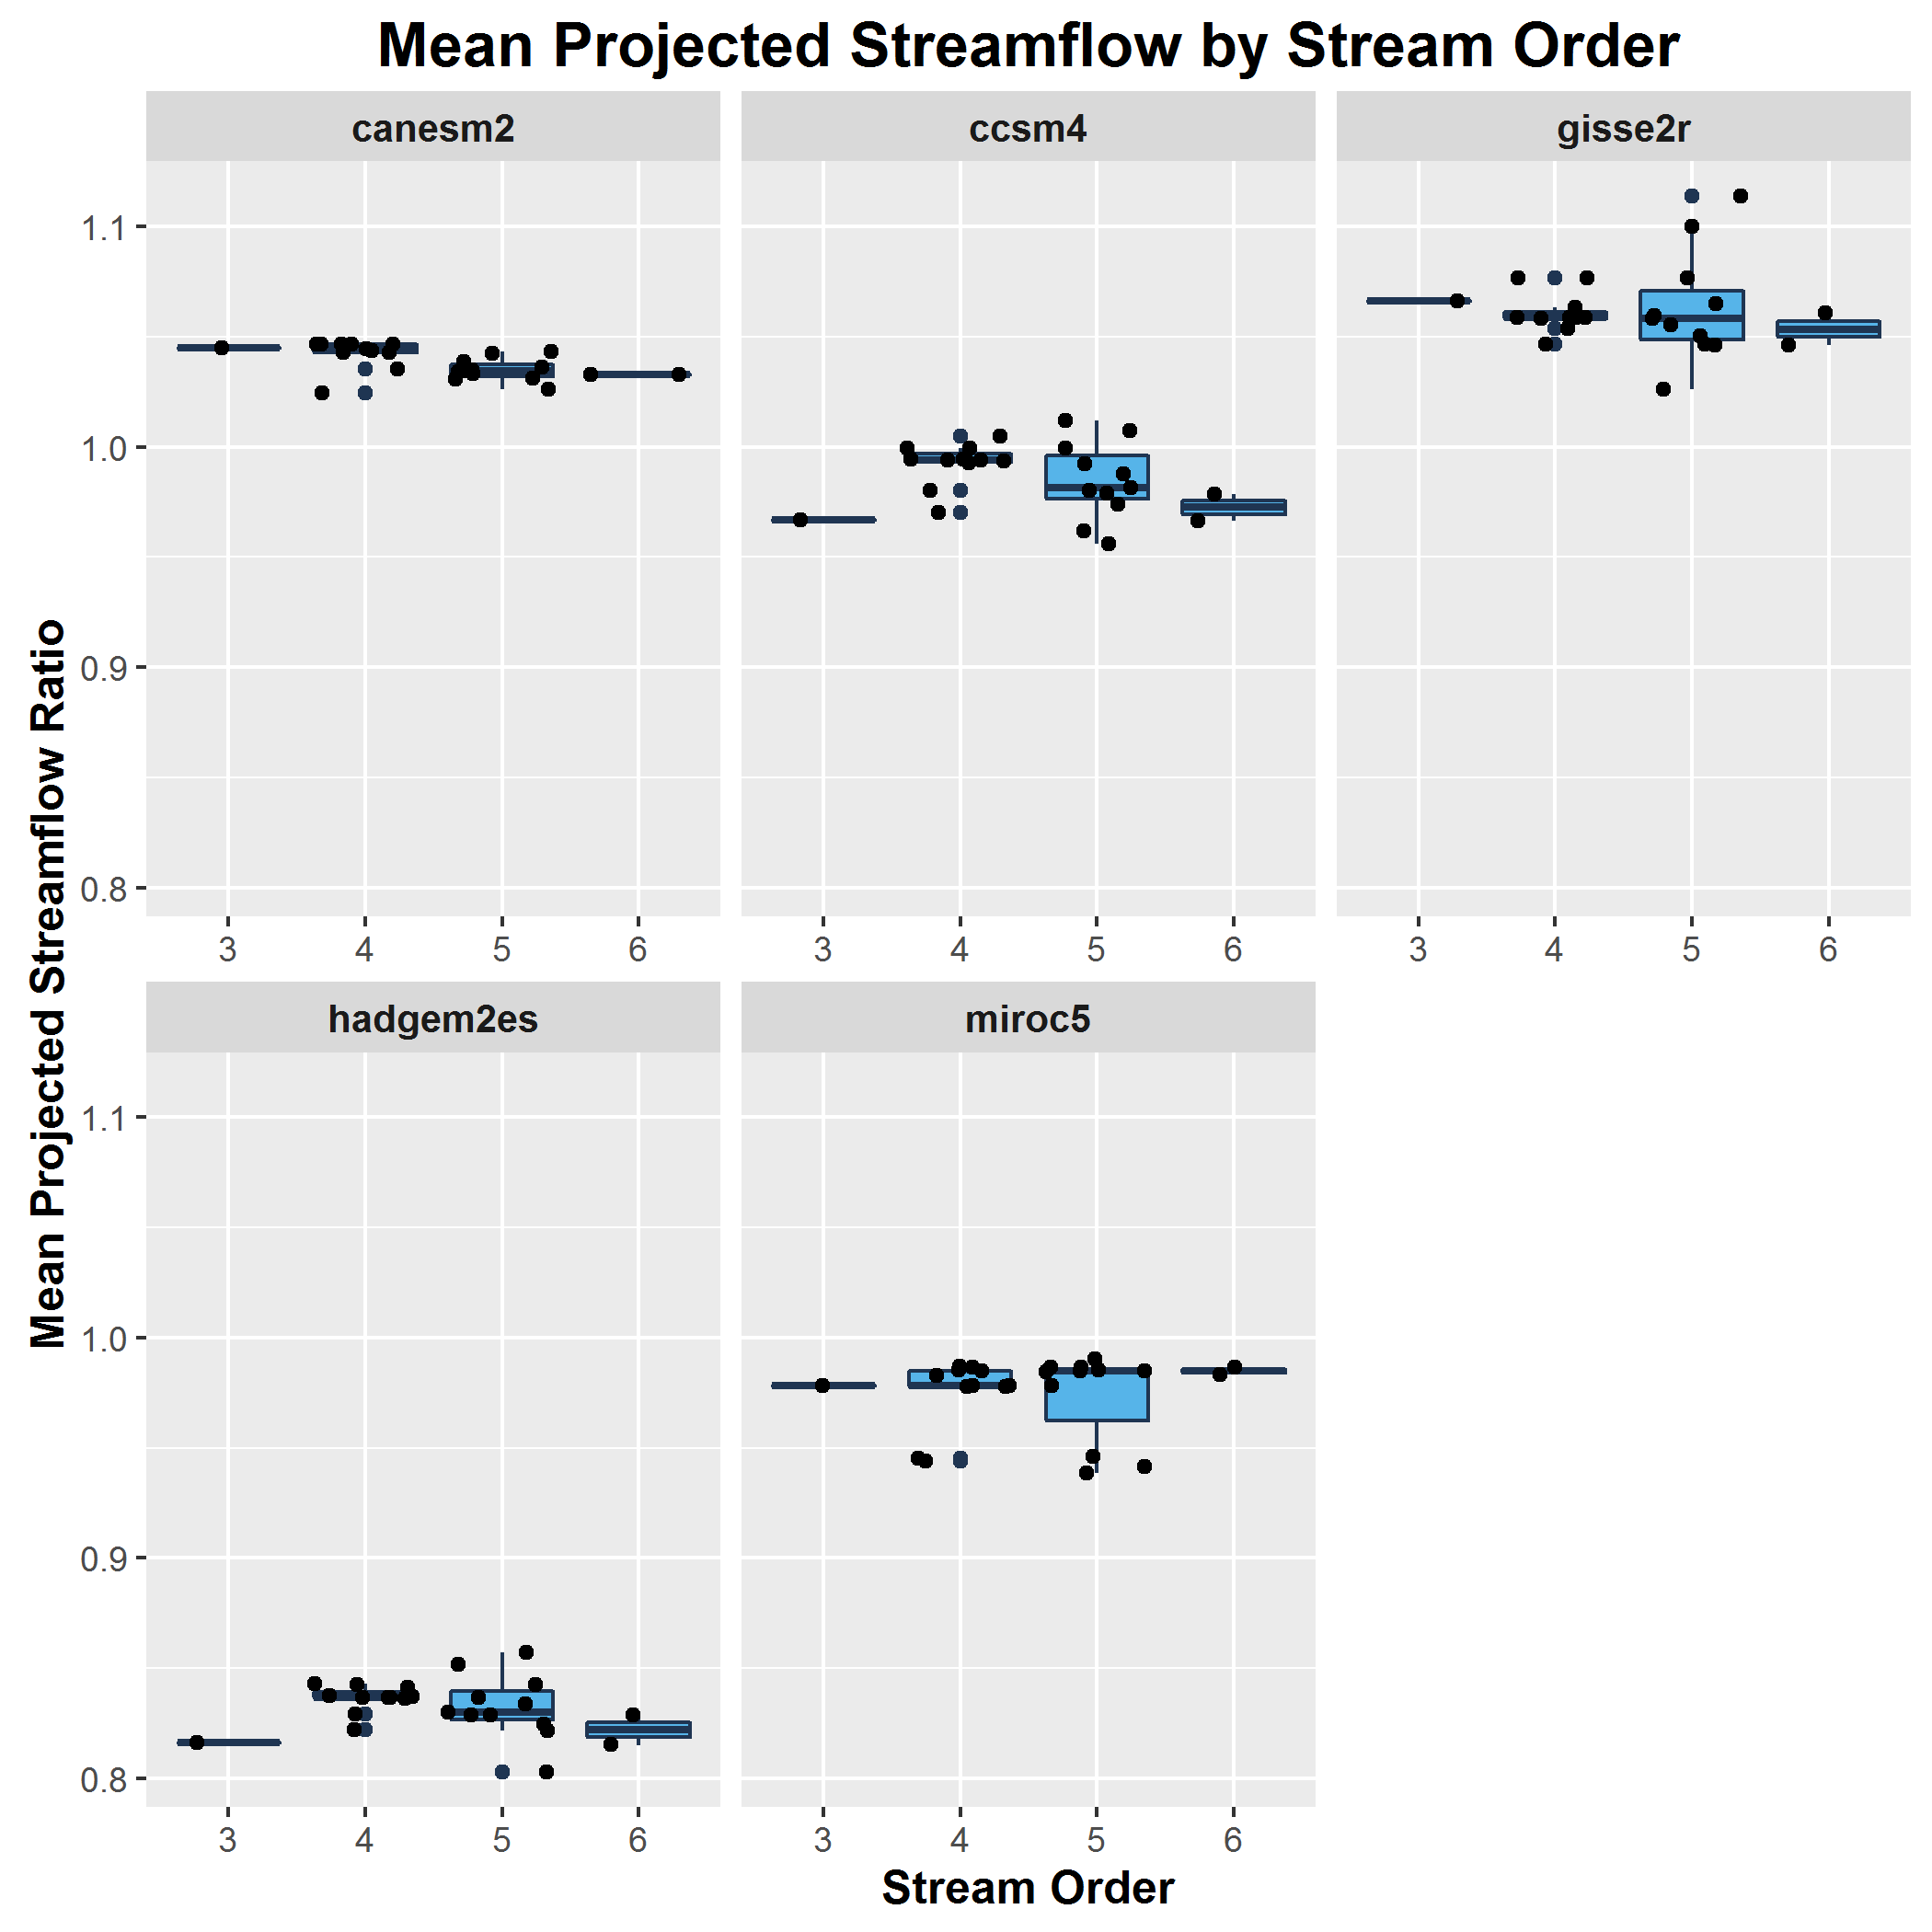 Mean Projected Streamflow by Stream Order
canesm2
ccsm4
gisse2r
1.1
1.0
0.9
0.8
3 4 5 6
3 4 5 6
3 4 5 6
Mean Projected Streamflow Ratio
hadgem2es
miroc5
1.1
1.0
0.9
0.8
3 4 5 6
3 4 5 6
Stream Order